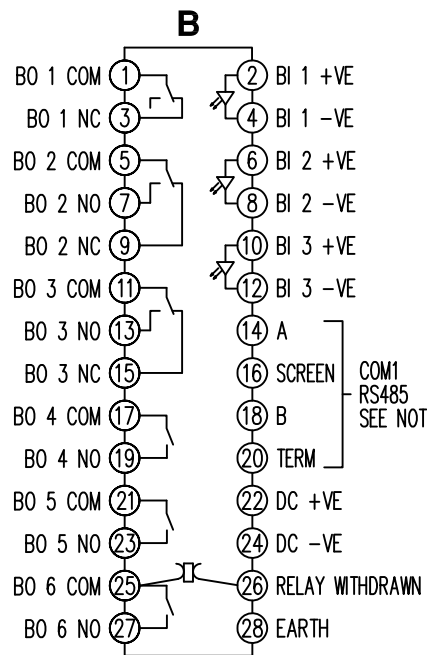 B
BO 1 COM 1 2 BI 1 +VE
BO 1 NC 3 4 BI 1 -VE
BO 2 COM 5 6 BI 2 +VE
BO 2 NO 7 8 BI 2 -VE
BO 2 NC 9 10 BI 3 +VE
BO 3 COM 11 12 BI 3 -VE
BO 3 NO 13 14 A
BO 3 NC 15 16 SCREEN
BO 4 COM 17 18 B
BO 4 NO 19 20 TERM
COM1
RS485
SEE NOT
BO 5 COM 21 22 DC +VE
BO 5 NO 23 24 DC -VE
BO 6 COM 25 26 RELAY WITHDRAWN
BO 6 NO 27 28 EARTH